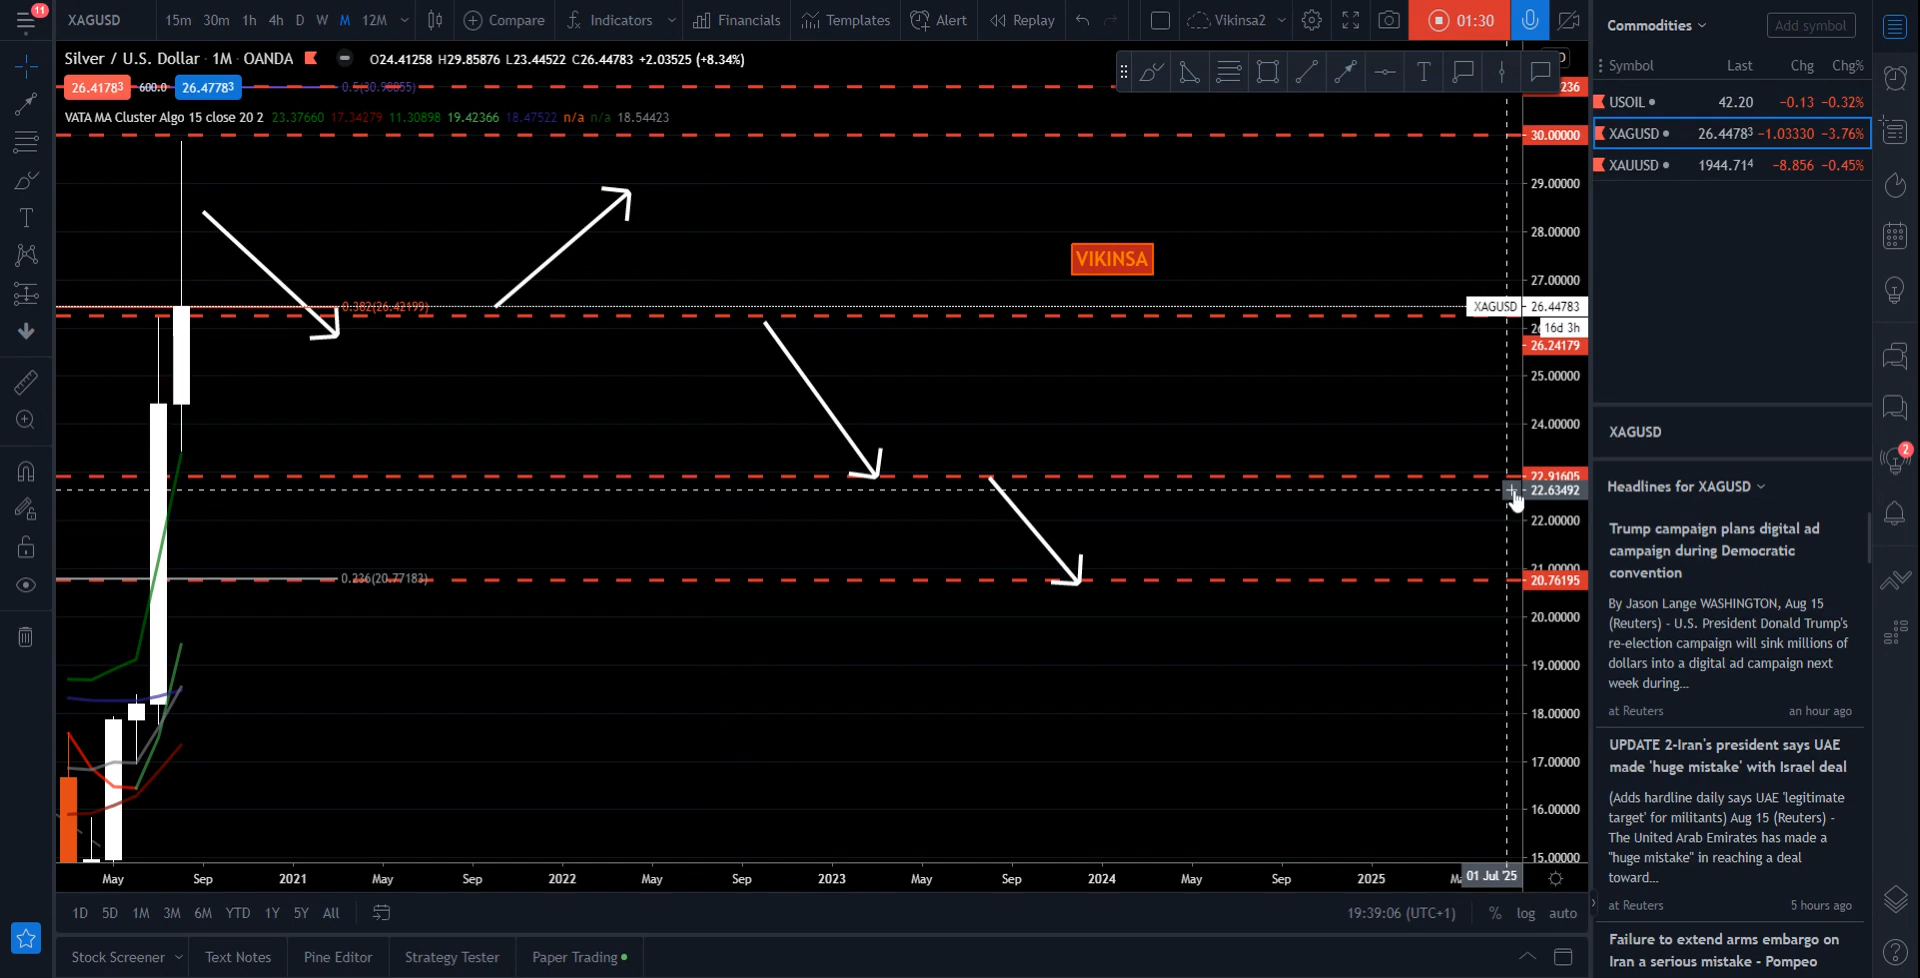 11
XAGUSD
15m 30m 1h 4h D W M 12M
Compare
Indicators
Financials
Templates
Alert
Replay
Vikinsa2
01:30
Silver / U.S. Dollar · 1M · OANDA
O24.41258 H29.85876 L23.44522 C26.44783 +2.03525 (+8.34%)
26.41783 600.0 26.47783
0.5(30.98855)
VATA MA Cluster Algo 15 close 20 2 23.37660 17.34279 11.30898 19.42366 18.47522 n/a n/a 18.54423
236
30.00000
29.00000
28.00000
VIKINSA
27.00000
0.382(26.42199)
XAGUSD 26.44783
16d 3h
26.24179
25.00000
24.00000
22.91605
22.63492
22.00000
21.00000
0.236(20.77183)
20.76195
20.00000
19.00000
18.00000
17.00000
16.00000
15.00000
May Sep 2021 May Sep 2022 May Sep 2023 May Sep 2024 May Sep 2025 01 Jul '25
1D 5D 1M 3M 6M YTD 1Y 5Y All
19:39:06 (UTC+1) % log auto
Stock Screener Text Notes Pine Editor Strategy Tester Paper Trading
Commodities
Add symbol
Symbol Last Chg Chg%
USOIL 42.20 −0.13 −0.32%
XAGUSD 26.44783 −1.03330 −3.76%
XAUUSD 1944.714 −8.856 −0.45%
XAGUSD
Headlines for XAGUSD
Trump campaign plans digital ad
campaign during Democratic
convention
By Jason Lange WASHINGTON, Aug 15
(Reuters) - U.S. President Donald Trump's
re-election campaign will sink millions of
dollars into a digital ad campaign next
week during...
at Reuters an hour ago
UPDATE 2-Iran's president says UAE
made 'huge mistake' with Israel deal
(Adds hardline daily says UAE 'legitimate
target' for militants) Aug 15 (Reuters) -
The United Arab Emirates has made a
"huge mistake" in reaching a deal
toward...
at Reuters 5 hours ago
Failure to extend arms embargo on
Iran a serious mistake - Pompeo
2